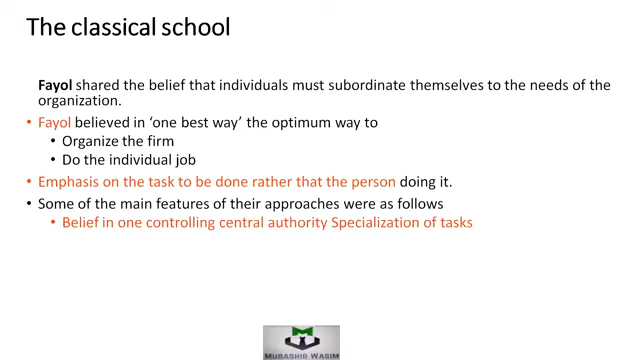 The classical school
Fayol shared the belief that individuals must subordinate themselves to the needs of the
organization.
• Fayol believed in ‘one best way’ the optimum way to
• Organize the firm
• Do the individual job
• Emphasis on the task to be done rather that the person doing it.
• Some of the main features of their approaches were as follows
• Belief in one controlling central authority Specialization of tasks
MUBASHIR WASIM